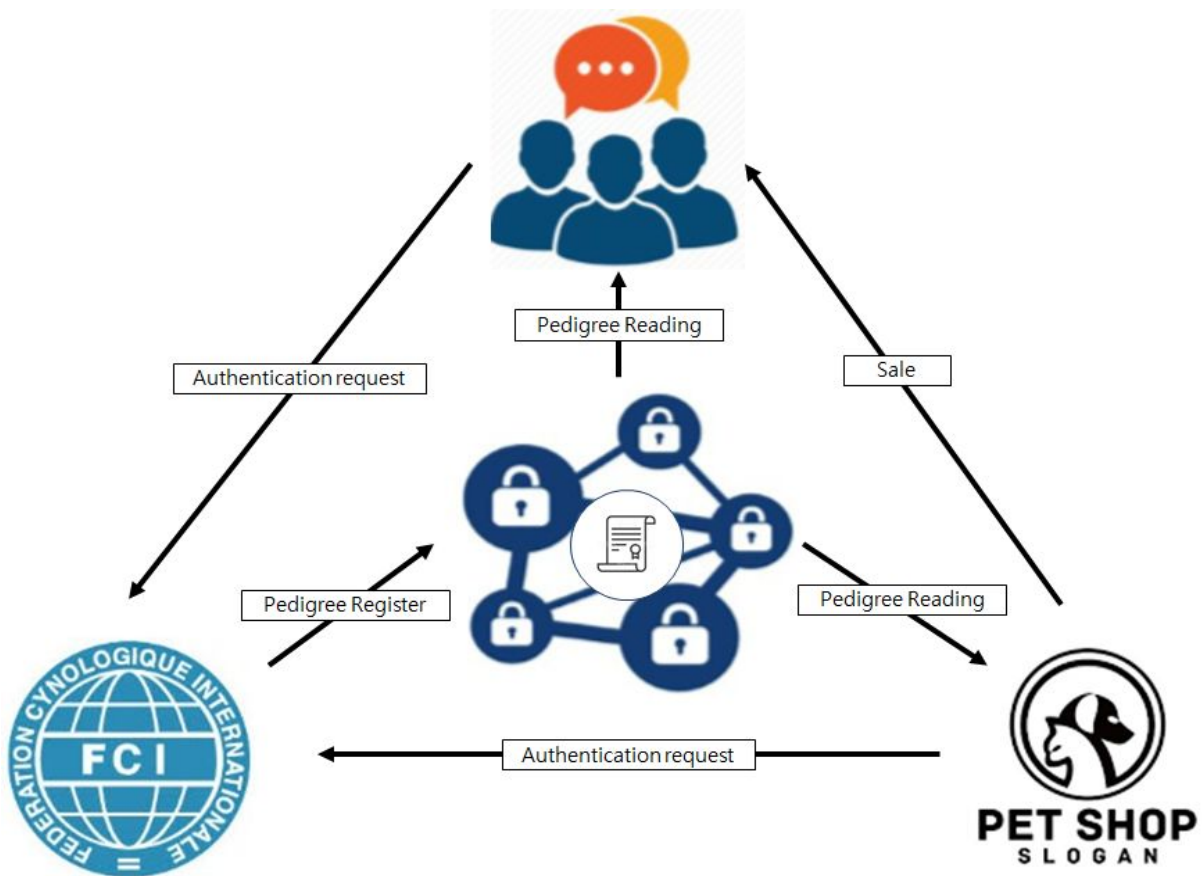 Pedigree Reading
Authentication request
Sale
Pedigree Register
Pedigree Reading
FEDERATION CYNOLOGIQUE INTERNATIONALE
FCI
Authentication request
PET SHOP
SLOGAN